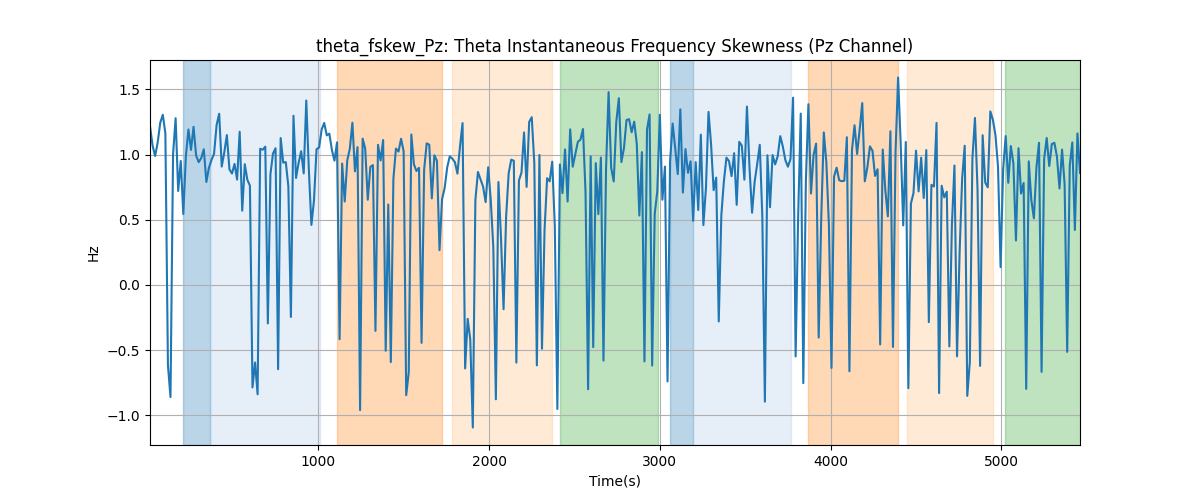 theta_fskew_Pz: Theta Instantaneous Frequency Skewness (Pz Channel)
1.5
1.0
0.5
0.0
−0.5
−1.0
Hz
1000 2000 3000 4000 5000
Time(s)